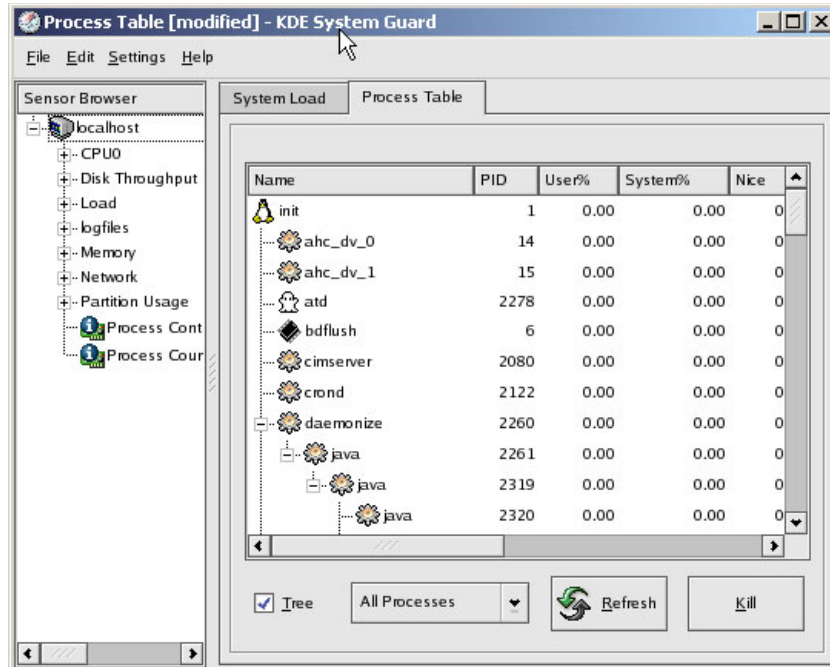 Process Table [modified] - KDE System Guard
File Edit Settings Help
Sensor Browser
localhost
CPU0
Disk Throughput
Load
logfiles
Memory
Network
Partition Usage
Process Cont
Process Cour
System Load Process Table
Name PID User% System% Nice
init 1 0.00 0.00 0
ahc_dv_0 14 0.00 0.00 0
ahc_dv_1 15 0.00 0.00 0
atd 2278 0.00 0.00 0
bdflush 6 0.00 0.00 0
cimserver 2080 0.00 0.00 0
crond 2122 0.00 0.00 0
daemonize 2260 0.00 0.00 0
java 2261 0.00 0.00 0
java 2319 0.00 0.00 0
java 2320 0.00 0.00 0
Tree All Processes Refresh Kill